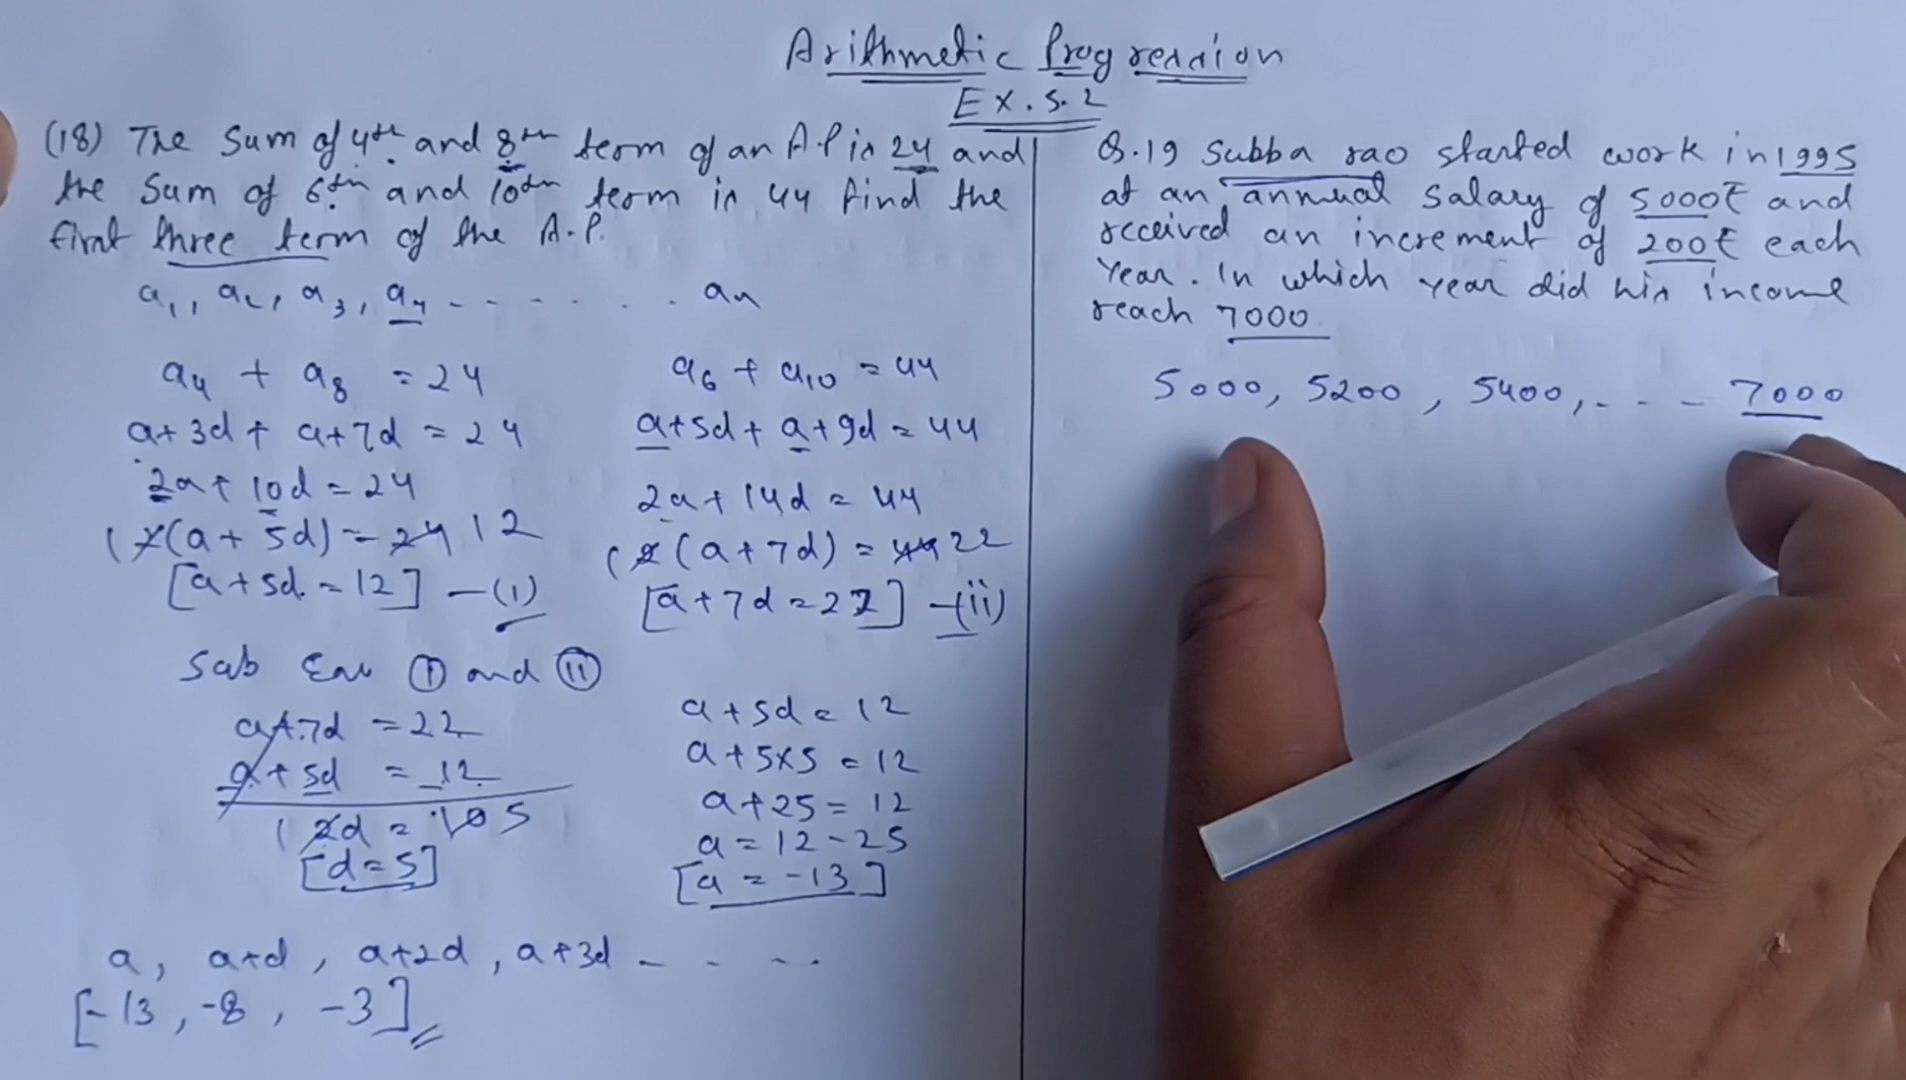 Arithmetic Progression
Ex. 5.2
(18) The Sum of 4th and 8th term of an A.P is 24 and
the Sum of 6th and 10th term is 44 find the
first three term of the A.P.
a1, a2, a3, a4 - - - - . . . an
a4 + a8 = 24
a+3d+ a+7d = 24
2a+10d = 24
1 2(a+5d) = 24 12
[a+5d = 12] -(i)
a6 + a10 = 44
a+5d+a+9d = 44
2a+14d = 44
1 2(a+7d) = 44 22
[a+7d = 22] -(ii)
Sub Eqn (I) and (II)
a+7d = 22
a+5d = 12
1 2d = 10 5
[d=5]
a+5d = 12
a+5x5 = 12
a+25 = 12
a = 12-25
[a = -13]
a, a+d, a+2d, a+3d - - - -
[-13, -8, -3]
Q.19 Subba rao started work in 1995
at an annual salary of 5000₹ and
received an increment of 200₹ each
Year. In which year did his income
reach 7000
5000, 5200, 5400, - - - 7000